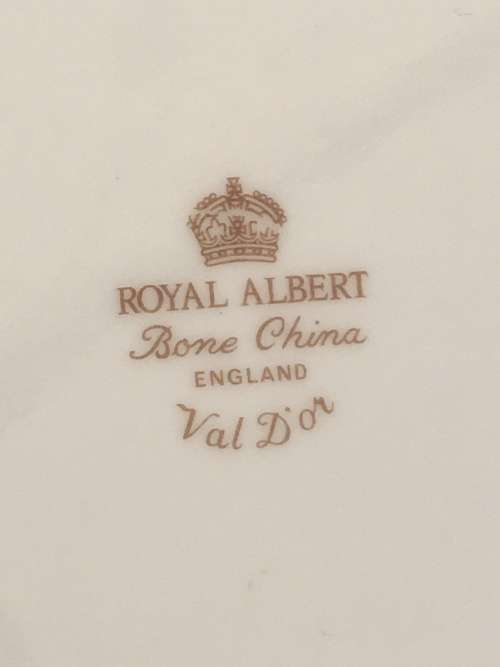 ROYAL ALBERT
Bone China
ENGLAND
Val D'or